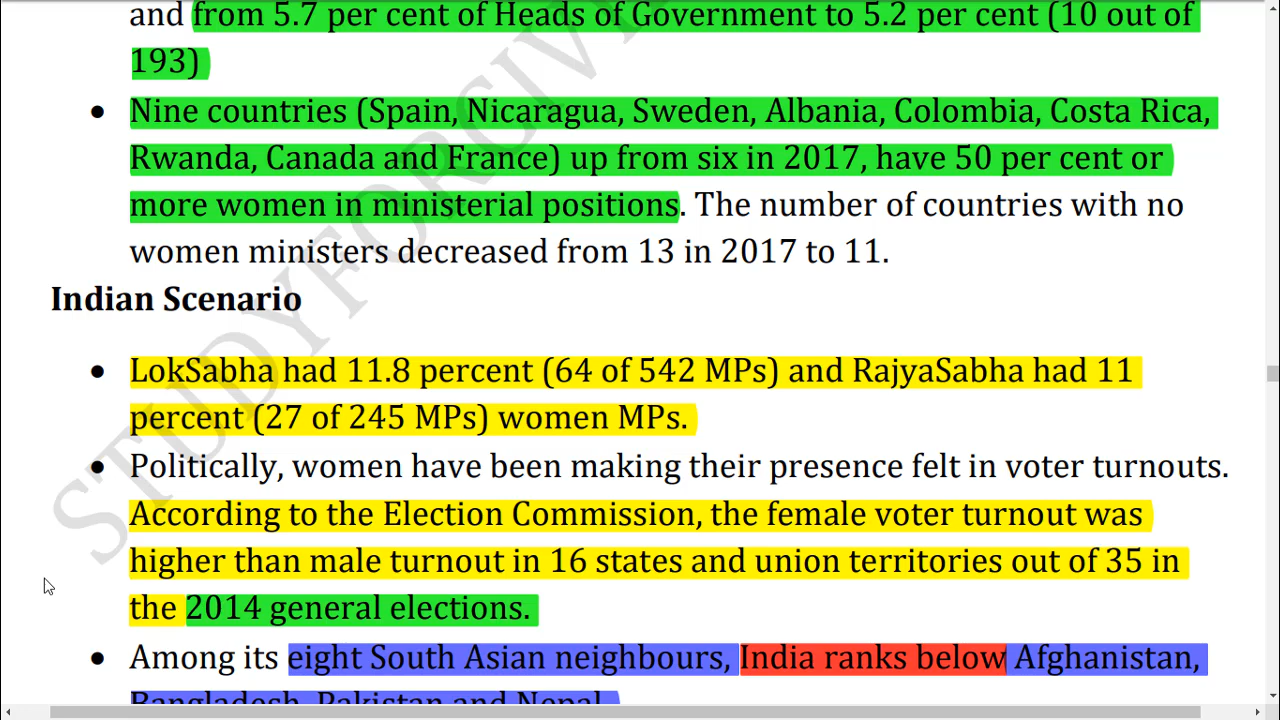 and from 5.7 per cent of Heads of Government to 5.2 per cent (10 out of
193)
• Nine countries (Spain, Nicaragua, Sweden, Albania, Colombia, Costa Rica,
Rwanda, Canada and France) up from six in 2017, have 50 per cent or
more women in ministerial positions. The number of countries with no
women ministers decreased from 13 in 2017 to 11.
Indian Scenario
• LokSabha had 11.8 percent (64 of 542 MPs) and RajyaSabha had 11
percent (27 of 245 MPs) women MPs.
• Politically, women have been making their presence felt in voter turnouts.
According to the Election Commission, the female voter turnout was
higher than male turnout in 16 states and union territories out of 35 in
the 2014 general elections.
• Among its eight South Asian neighbours, India ranks below Afghanistan,
Bangladesh, Pakistan and Nepal
STUDYFORCIV